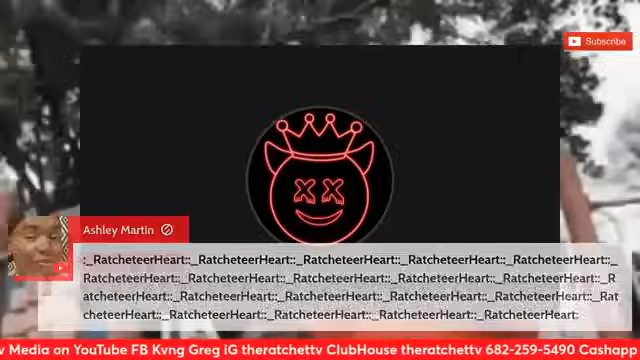 Subscribe
Ashley Martin
:_RatcheteerHeart::_RatcheteerHeart::_RatcheteerHeart::_RatcheteerHeart::_RatcheteerHeart::_
RatcheteerHeart::_RatcheteerHeart::_RatcheteerHeart::_RatcheteerHeart::_RatcheteerHeart::_R
atcheteerHeart::_RatcheteerHeart::_RatcheteerHeart::_RatcheteerHeart::_RatcheteerHeart::_Rat
cheteerHeart::_RatcheteerHeart::_RatcheteerHeart::_RatcheteerHeart:
v Media on YouTube FB Kvng Greg iG theratchettv ClubHouse theratchettv 682-259-5490 Cashapp